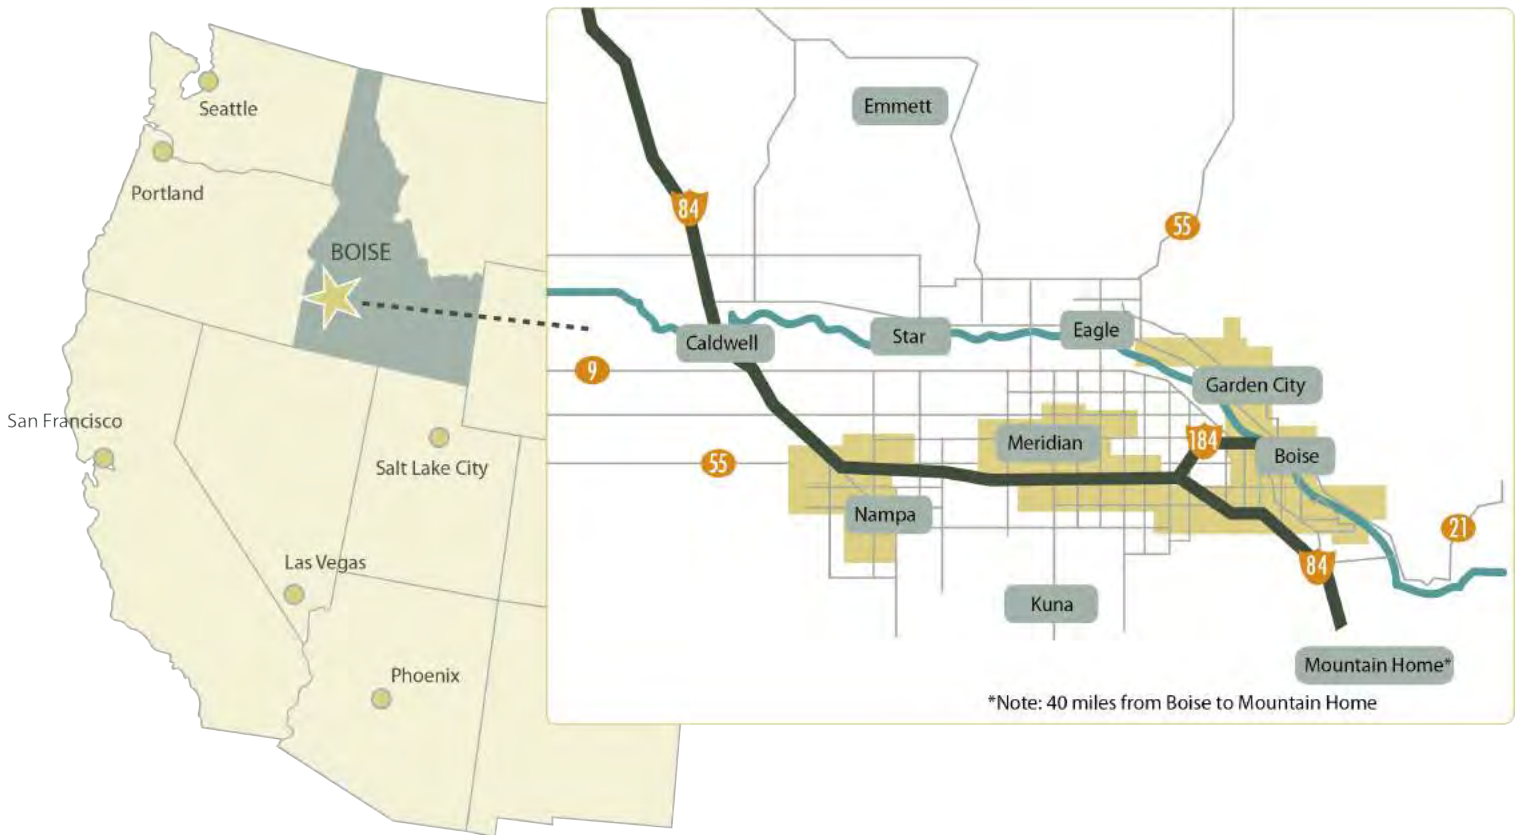 Seattle
Portland
BOISE
San Francisco
Salt Lake City
Las Vegas
Phoenix
Emmett
84
55
Caldwell
Star
Eagle
9
Garden City
Meridian
184
Boise
55
Nampa
21
84
Kuna
Mountain Home*
*Note: 40 miles from Boise to Mountain Home